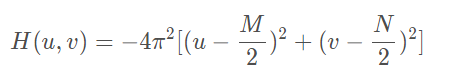 H(u, v) = −4π²[(u − M/2)² + (v − N/2)²]